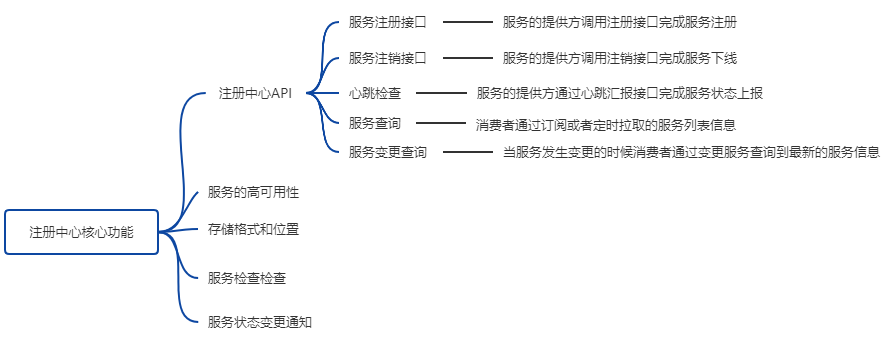 服务注册接口 服务的提供方调用注册接口完成服务注册
服务注销接口 服务的提供方调用注销接口完成服务下线
注册中心API
心跳检查 服务的提供方通过心跳汇报接口完成服务状态上报
服务查询 消费者通过订阅或者定时拉取的服务列表信息
服务变更查询 当服务发生变更的时候消费者通过变更服务查询到最新的服务信息
服务的高可用性
注册中心核心功能
存储格式和位置
服务检查检查
服务状态变更通知